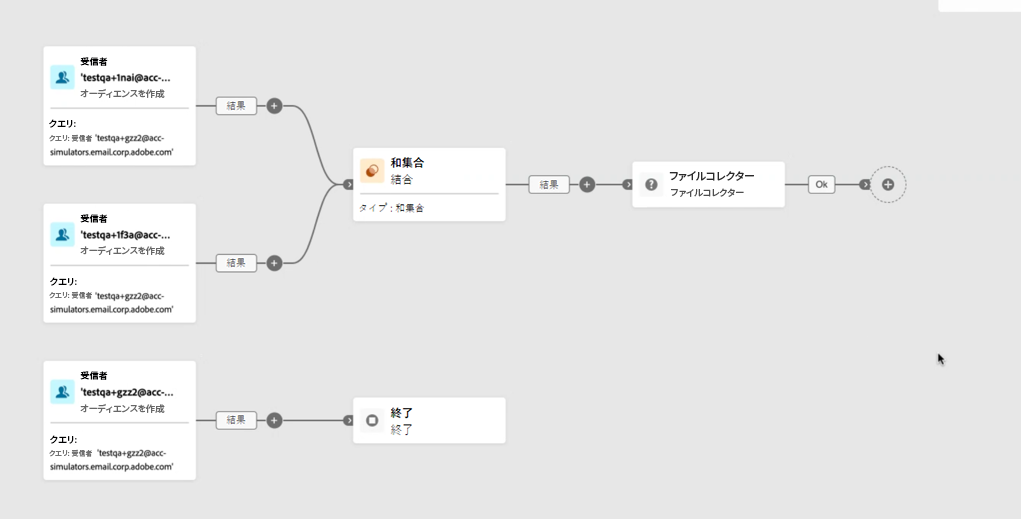 受信者
'testqa+1nai@acc-...
オーディエンスを作成
クエリ:
クエリ: 受信者 'testqa+gzz2@acc-
simulators.email.corp.adobe.com'
結果
受信者
'testqa+1f3a@acc-...
オーディエンスを作成
クエリ:
クエリ: 受信者 'testqa+gzz2@acc-
simulators.email.corp.adobe.com'
結果
和集合
結合
タイプ : 和集合
結果
ファイルコレクター
ファイルコレクター
Ok
受信者
'testqa+gzz2@acc-...
オーディエンスを作成
クエリ:
クエリ: 受信者 'testqa+gzz2@acc-
simulators.email.corp.adobe.com'
結果
終了
終了